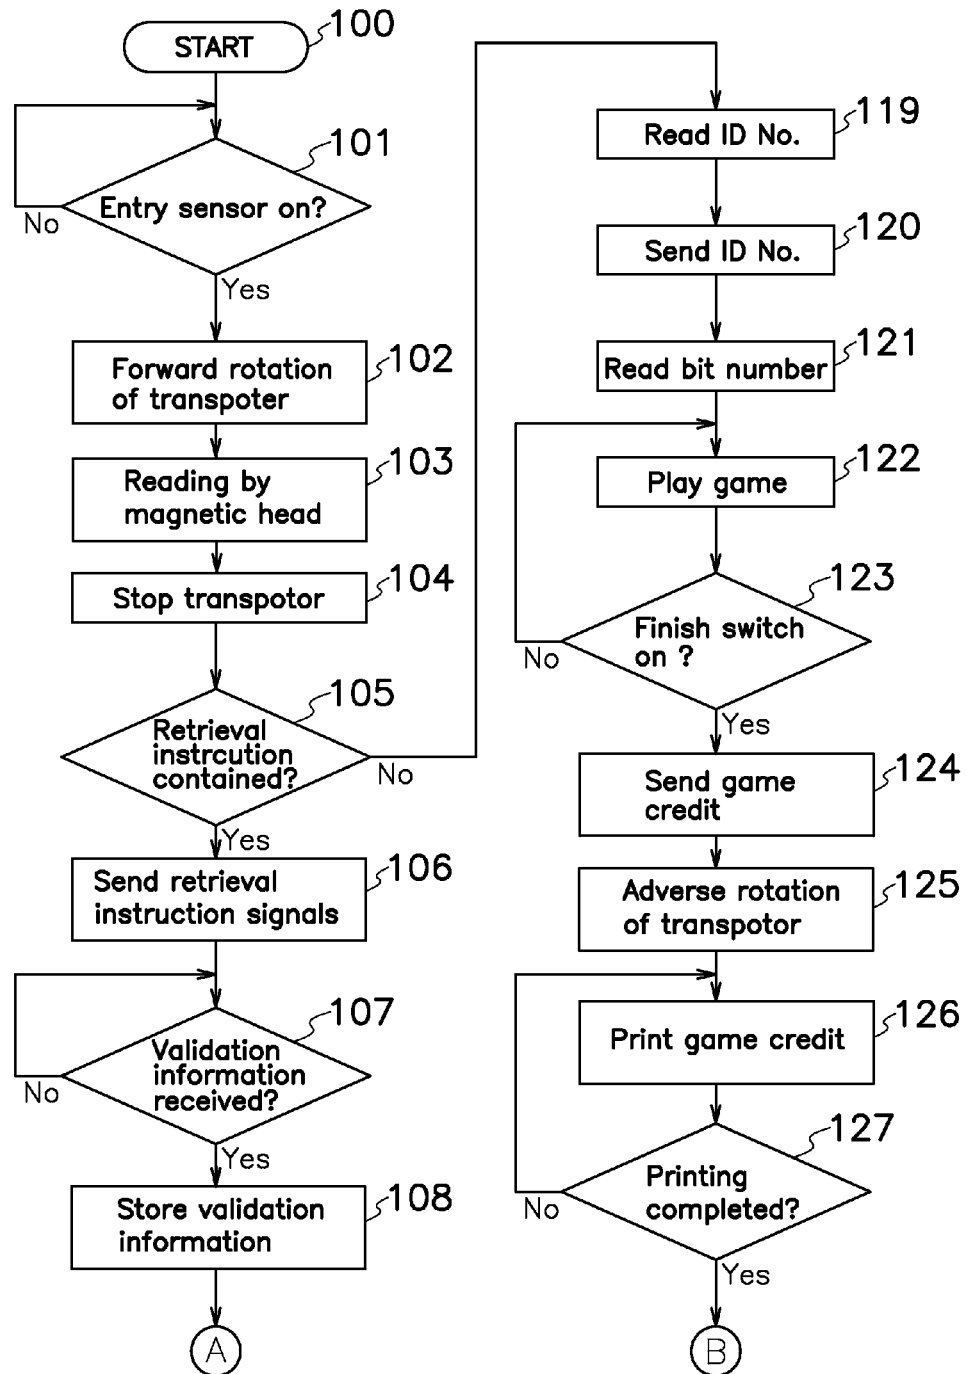 START
100
101
Entry sensor on?
No
Yes
102
Forward rotation
of transpoter
103
Reading by
magnetic head
104
Stop transpotor
105
Retrieval
instrcution
contained?
No
Yes
106
Send retrieval
instruction signals
107
Validation
information
received?
No
Yes
108
Store validation
information
A
119
Read ID No.
120
Send ID No.
121
Read bit number
122
Play game
123
Finish switch
on ?
No
Yes
124
Send game
credit
125
Adverse rotation
of transpotor
126
Print game credit
127
Printing
completed?
No
Yes
B